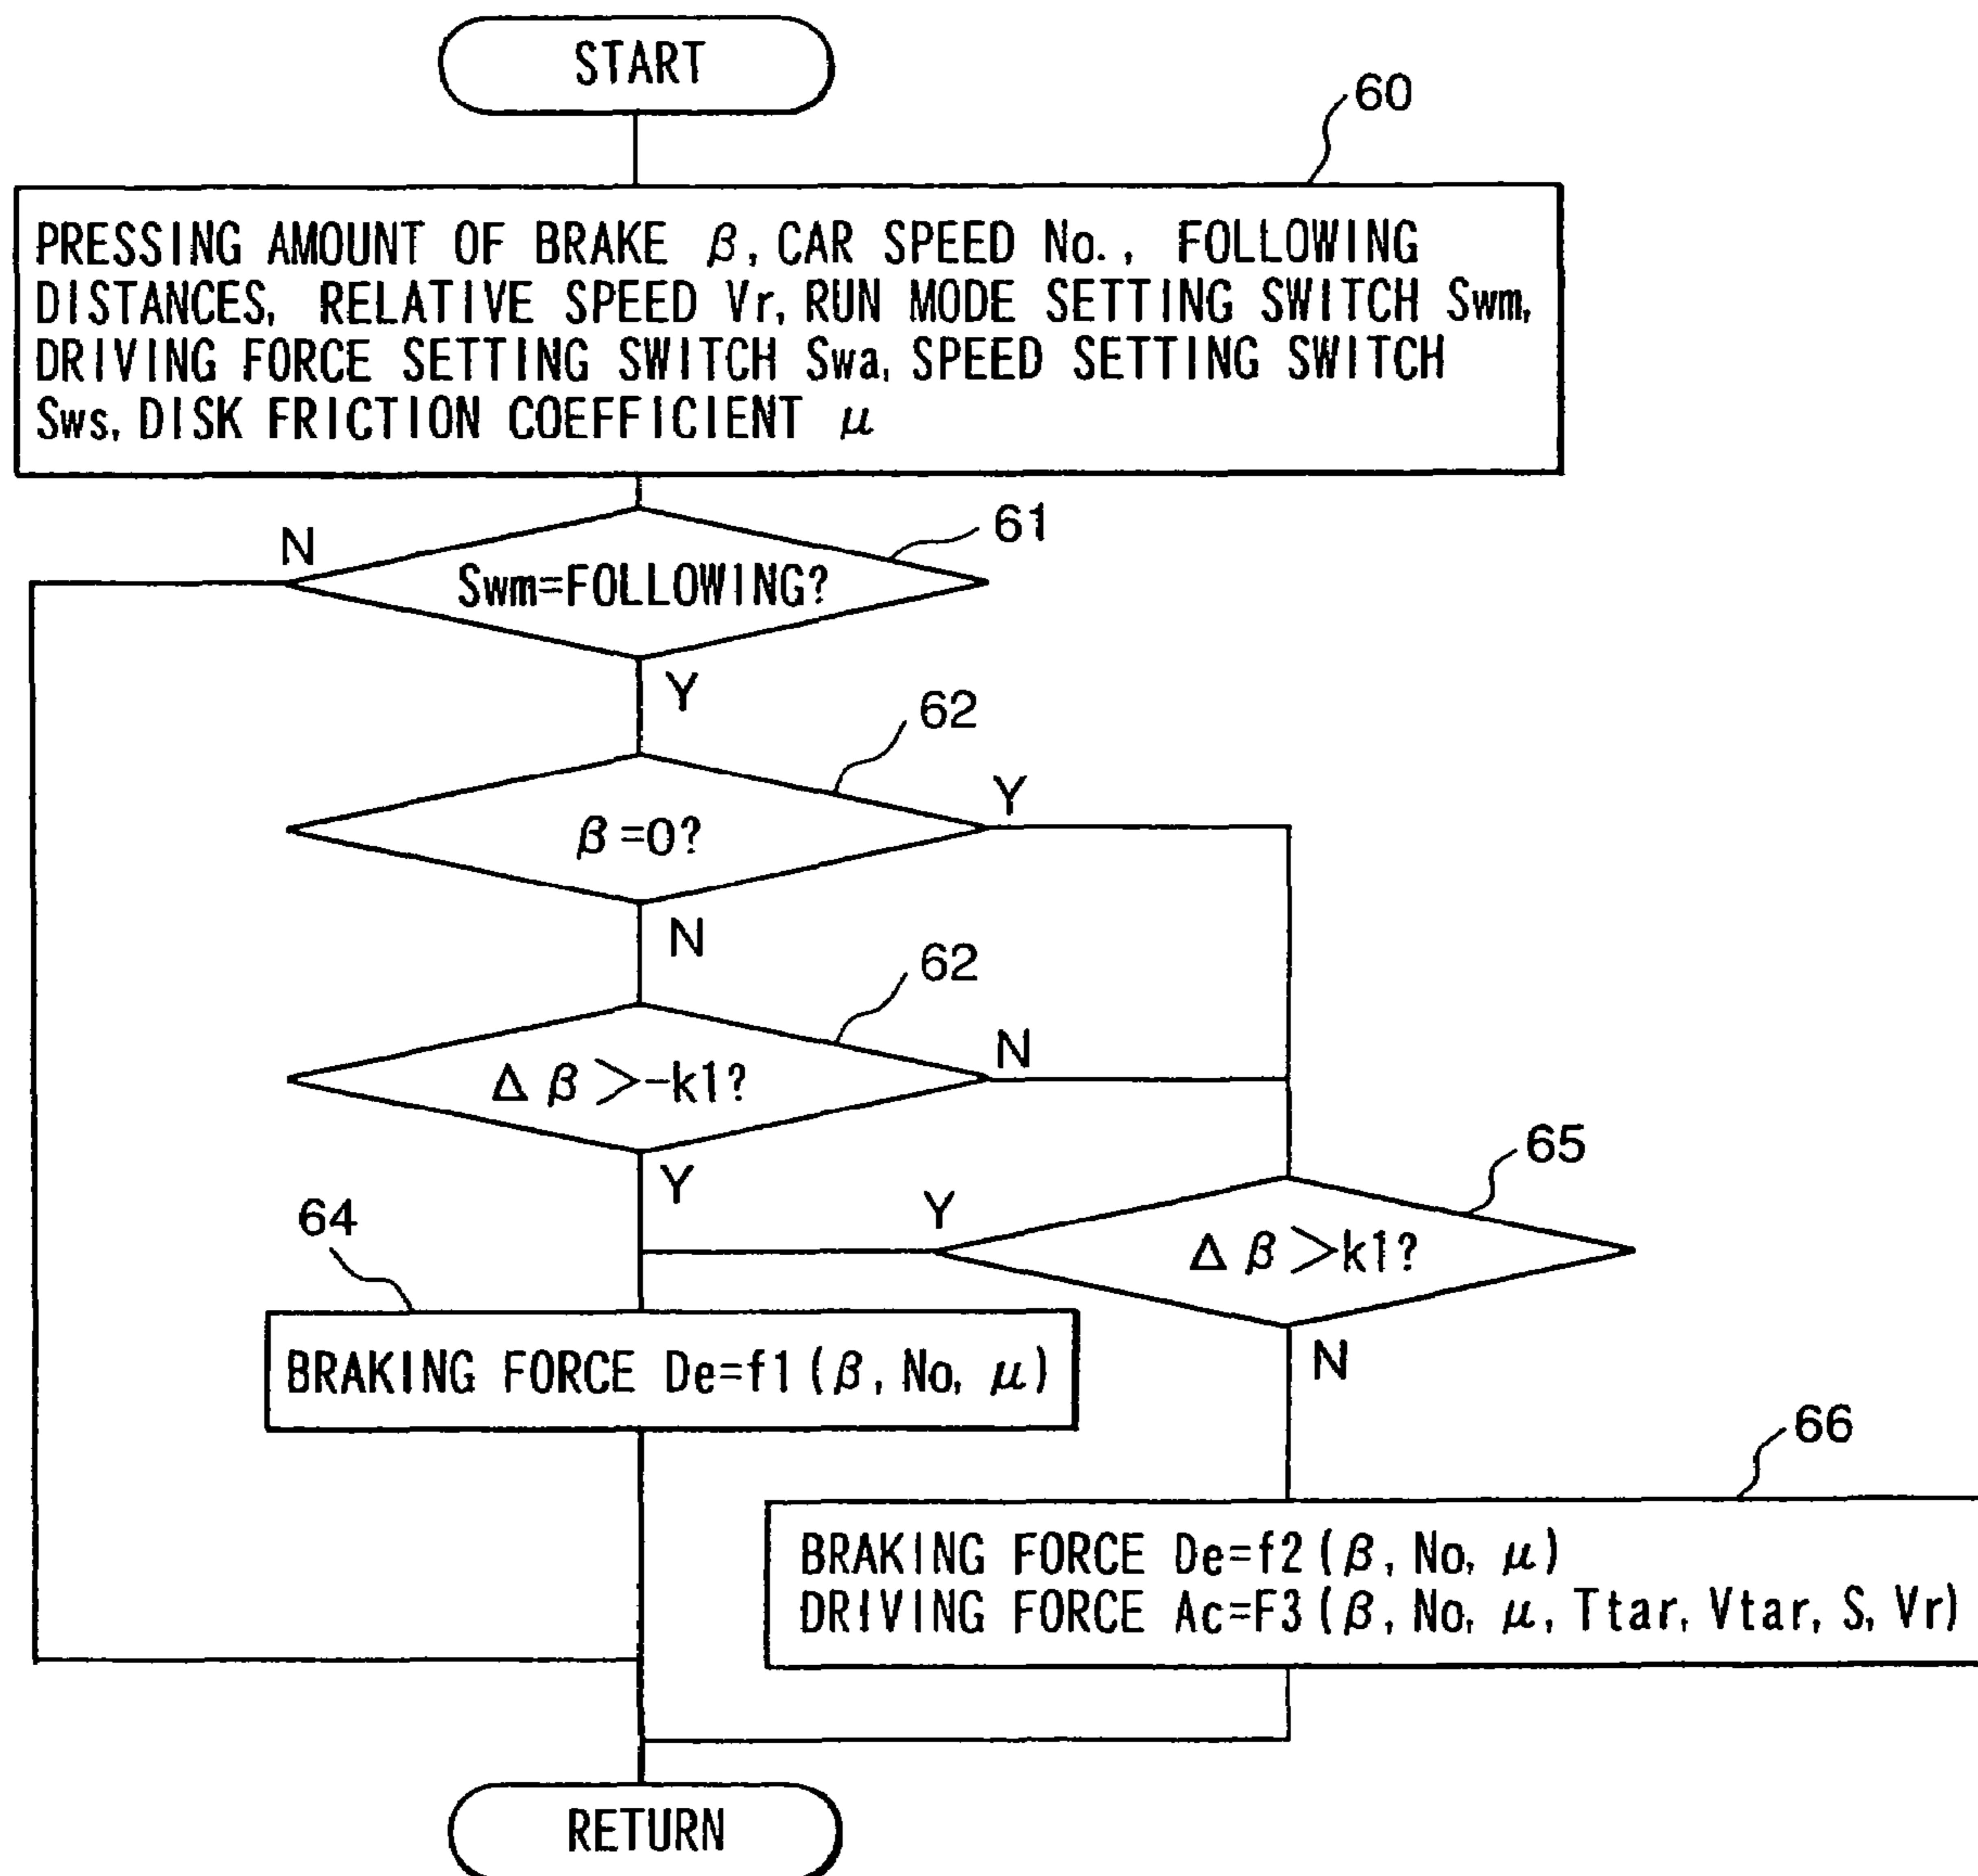 START
60
PRESSING AMOUNT OF BRAKE β, CAR SPEED No., FOLLOWING
DISTANCES, RELATIVE SPEED Vr, RUN MODE SETTING SWITCH Swm,
DRIVING FORCE SETTING SWITCH Swa, SPEED SETTING SWITCH
Sws, DISK FRICTION COEFFICIENT μ
61
N
Swm=FOLLOWING?
Y
62
Y
β=0?
N
62
N
Δβ>-k1?
Y
65
Y
Δβ>k1?
N
64
BRAKING FORCE De=f1(β, No, μ)
66
BRAKING FORCE De=f2(β, No, μ)
DRIVING FORCE Ac=F3(β, No, μ, Ttar, Vtar, S, Vr)
RETURN